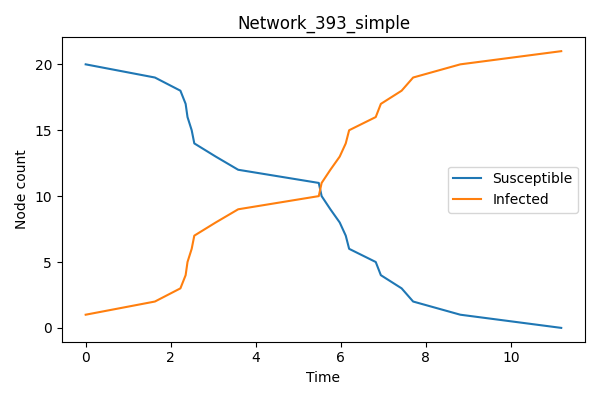 Network_393_simple
Node count
20
15
10
5
0
Susceptible
Infected
0 2 4 6 8 10
Time